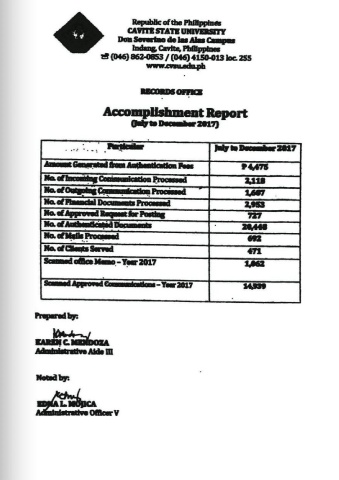 Republic of the Philippines
CAVITE STATE UNIVERSITY
Don Severino de las Alas Campus
Indang, Cavite, Philippines
☏ (046) 862-0853 / (046) 4150-013 loc. 255
www.cvsu.edu.ph
RECORDS OFFICE
Accomplishment Report
(July to December 2017)
Particular July to December 2017
Amount Generated from Authentication Fees ₱ 4,475
No. of Incoming Communication Processed 2,118
No. of Outgoing Communication Processed 1,687
No. of Financial Documents Processed 2,953
No. of Approved Request for Posting 727
No. of Authenticated Documents 20,448
No. of Mails Processed 692
No. of Clients Served 471
Scanned office Memo – Year 2017 1,862
Scanned Approved Communications – Year 2017 14,939
Prepared by:
KAREN C. MENDOZA
Administrative Aide III
Noted by:
EDNA L. MOJICA
Administrative Officer V